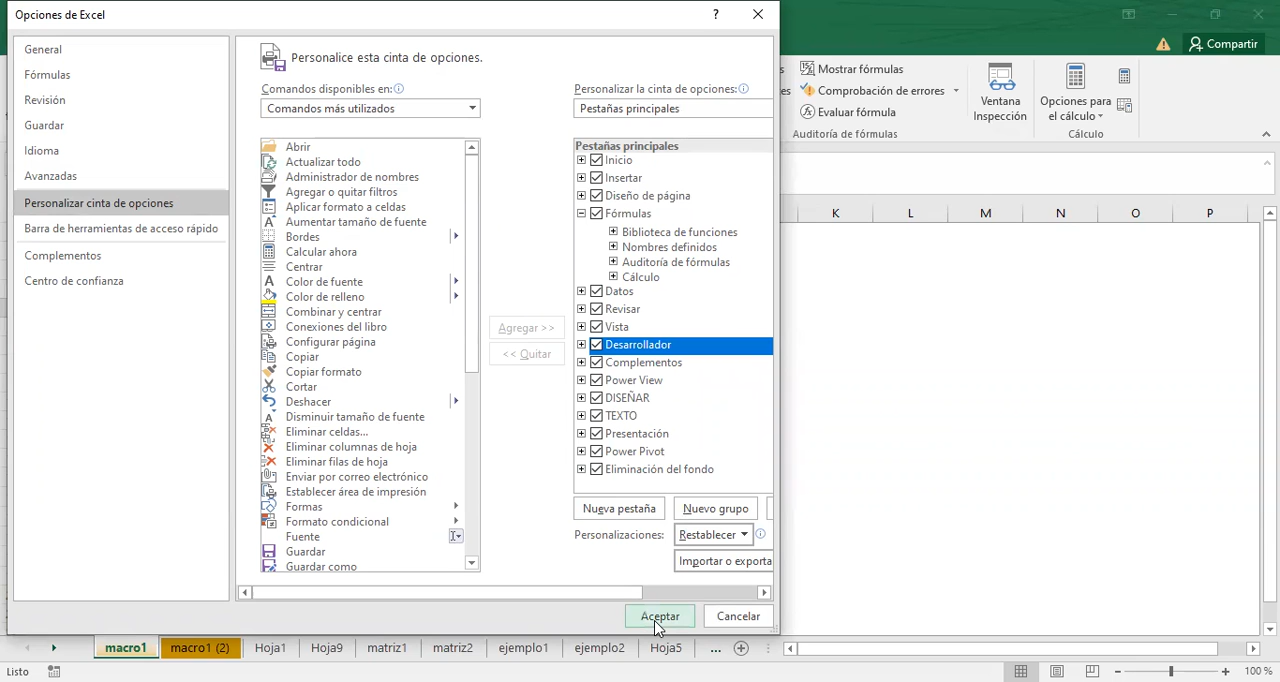 Opciones de Excel
?
General
Fórmulas
Revisión
Guardar
Idioma
Avanzadas
Personalizar cinta de opciones
Barra de herramientas de acceso rápido
Complementos
Centro de confianza
Personalice esta cinta de opciones.
Comandos disponibles en:
Comandos más utilizados
Abrir
Actualizar todo
Administrador de nombres
Agregar o quitar filtros
Aplicar formato a celdas
Aumentar tamaño de fuente
Bordes
Calcular ahora
Centrar
Color de fuente
Color de relleno
Combinar y centrar
Conexiones del libro
Configurar página
Copiar
Copiar formato
Cortar
Deshacer
Disminuir tamaño de fuente
Eliminar celdas...
Eliminar columnas de hoja
Eliminar filas de hoja
Enviar por correo electrónico
Establecer área de impresión
Formas
Formato condicional
Fuente
Guardar
Guardar como
Agregar >>
<< Quitar
Personalizar la cinta de opciones:
Pestañas principales
Pestañas principales
Inicio
Insertar
Diseño de página
Fórmulas
Biblioteca de funciones
Nombres definidos
Auditoría de fórmulas
Cálculo
Datos
Revisar
Vista
Desarrollador
Complementos
Power View
DISEÑAR
TEXTO
Presentación
Power Pivot
Eliminación del fondo
Nueva pestaña
Nuevo grupo
Personalizaciones:
Restablecer
Importar o exporta
Aceptar
Cancelar
Compartir
Mostrar fórmulas
Comprobación de errores
Evaluar fórmula
Auditoría de fórmulas
Ventana
Inspección
Opciones para
el cálculo
Cálculo
K L M N O P
macro1 macro1 (2) Hoja1 Hoja9 matriz1 matriz2 ejemplo1 ejemplo2 Hoja5 ...
Listo
100 %